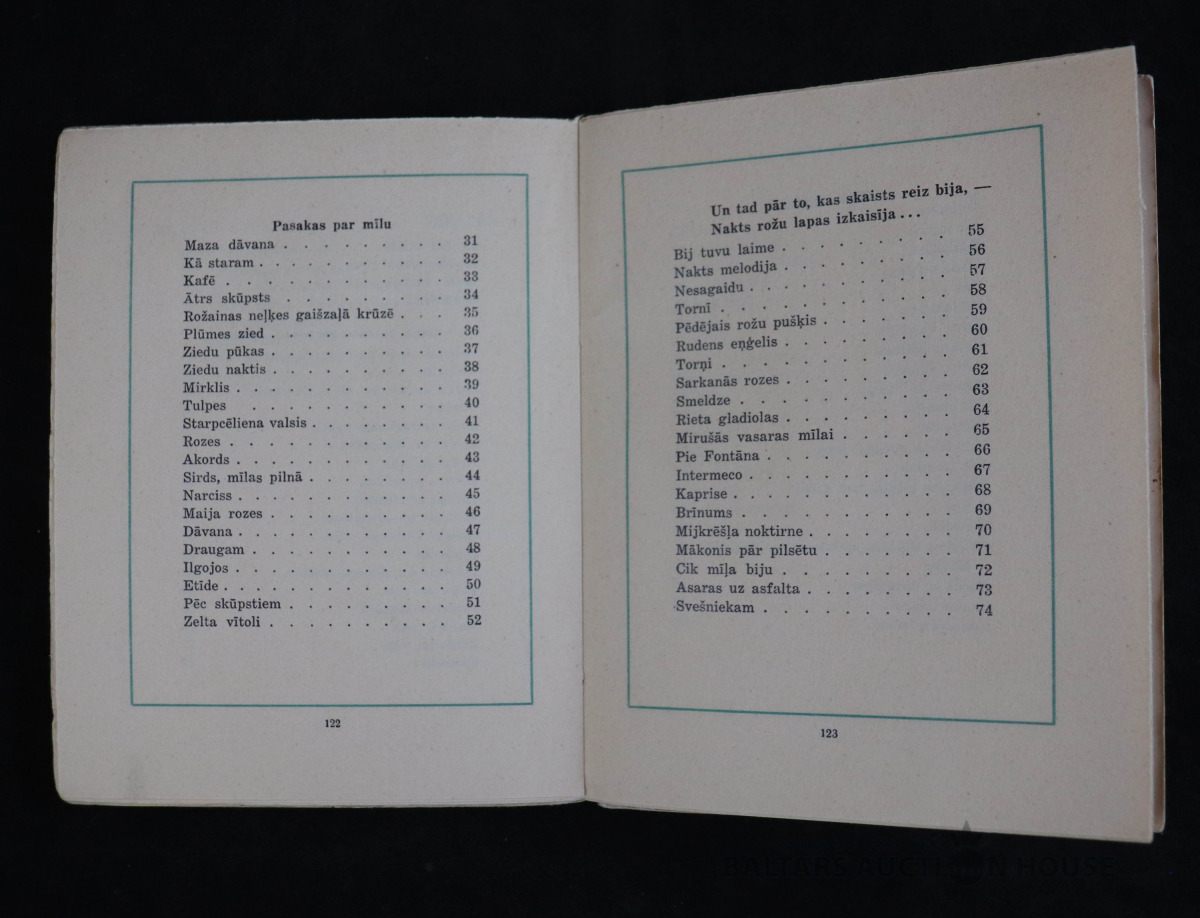 Pasakas par mīlu
Maza dāvana . . . . . . . . . 31
Kā staram . . . . . . . . . . . 32
Kafē . . . . . . . . . . . . . 33
Ātrs skūpsts . . . . . . . . . . 34
Rožainas neļķes gaišzaļā krūzē . . . 35
Plūmes zied . . . . . . . . . . 36
Ziedu pūkas . . . . . . . . . . 37
Ziedu naktis . . . . . . . . . . 38
Mirklis . . . . . . . . . . . . 39
Tulpes . . . . . . . . . . . 40
Starpcēliena valsis . . . . . . . . 41
Rozes . . . . . . . . . . . . 42
Akords . . . . . . . . . . . . 43
Sirds, mīlas pilnā . . . . . . . . 44
Narciss . . . . . . . . . . . . 45
Maija rozes . . . . . . . . . . 46
Dāvana . . . . . . . . . . . . 47
Draugam . . . . . . . . . . . 48
Ilgojos . . . . . . . . . . . . 49
Etīde . . . . . . . . . . . . . 50
Pēc skūpstiem . . . . . . . . . 51
Zelta vītoli . . . . . . . . . . 52
122
Un tad pār to, kas skaists reiz bija, —
Nakts rožu lapas izkaisīja . . .
Bij tuvu laime . . . . . . . . . 55
Nakts melodija . . . . . . . . . 56
Nesagaidu . . . . . . . . . . . 57
Tornī . . . . . . . . . . . . . 58
Pēdējais rožu pušķis . . . . . . . 59
Rudens eņģelis . . . . . . . . . 60
Torņi . . . . . . . . . . . . . 61
Sarkanās rozes . . . . . . . . . 62
Smeldze . . . . . . . . . . . . 63
Rieta gladiolas . . . . . . . . . 64
Mirušās vasaras mīlai . . . . . . 65
Pie Fontāna . . . . . . . . . . 66
Intermeco . . . . . . . . . . . 67
Kaprise . . . . . . . . . . . . 68
Brīnums . . . . . . . . . . . . 69
Mijkrēšļa noktirne . . . . . . . . 70
Mākonis pār pilsētu . . . . . . . 71
Cik mīļa biju . . . . . . . . . 72
Asaras uz asfalta . . . . . . . . 73
Svešniekam . . . . . . . . . . 74
123
BALTARS AUCTION HOUSE